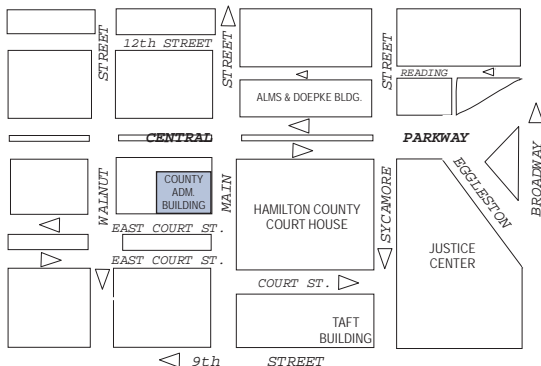 STREET
12th STREET
STREET
STREET
READING
ALMS & DOEPKE BLDG.
CENTRAL
PARKWAY
BROADWAY
EGGLESTON
WALNUT
COUNTY
ADM.
BUILDING
MAIN
HAMILTON COUNTY
COURT HOUSE
SYCAMORE
JUSTICE
CENTER
EAST COURT ST.
EAST COURT ST.
COURT ST.
TAFT
BUILDING
9th STREET